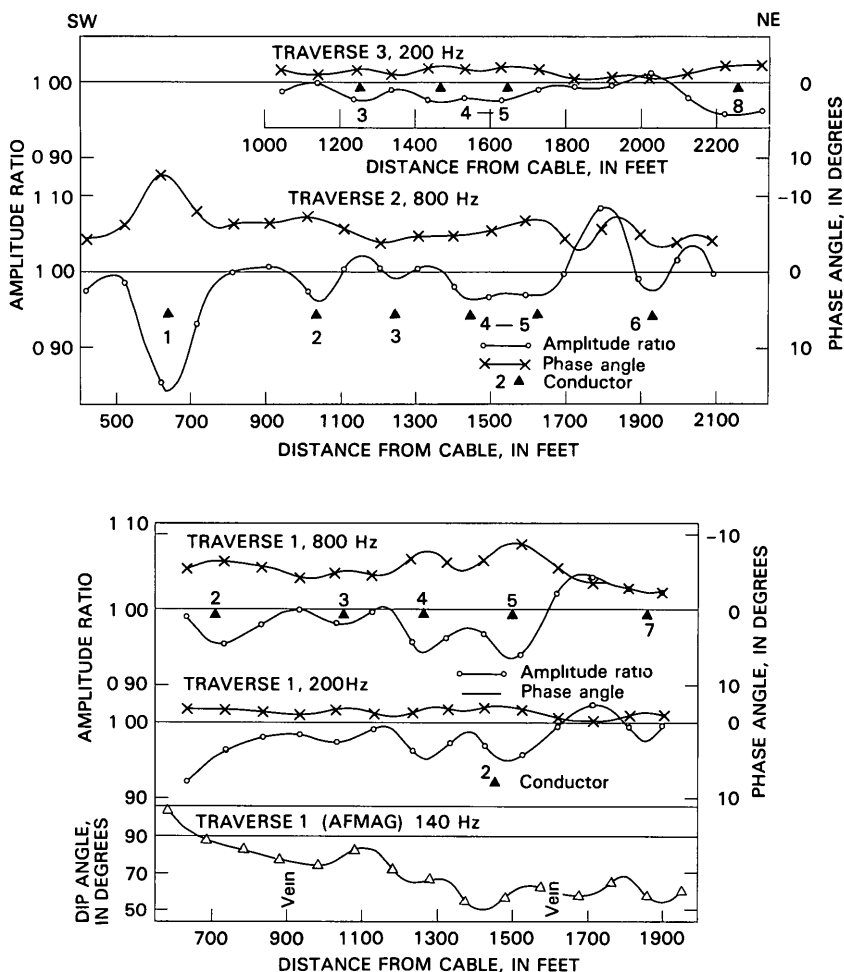 SW NE
TRAVERSE 3, 200 Hz
1 00 0
3 4 — 5 8
1000 1200 1400 1600 1800 2000 2200
DISTANCE FROM CABLE, IN FEET
0 90 10
1 10 -10
TRAVERSE 2, 800 Hz
AMPLITUDE RATIO
PHASE ANGLE, IN DEGREES
1 00 0
1 2 3 4 — 5 6
0 90 10
Amplitude ratio
Phase angle
2 Conductor
500 700 900 1100 1300 1500 1700 1900 2100
DISTANCE FROM CABLE, IN FEET
1 10 -10
TRAVERSE 1, 800 Hz
AMPLITUDE RATIO
PHASE ANGLE, IN DEGREES
2 3 4 5
1 00 0
7
Amplitude ratio
Phase angle
0 90 10
TRAVERSE 1, 200Hz
1 00 0
2 Conductor
90 10
TRAVERSE 1 (AFMAG) 140 Hz
DIP ANGLE, IN DEGREES
90
70
50
Vein Vein
700 900 1100 1300 1500 1700 1900
DISTANCE FROM CABLE, IN FEET